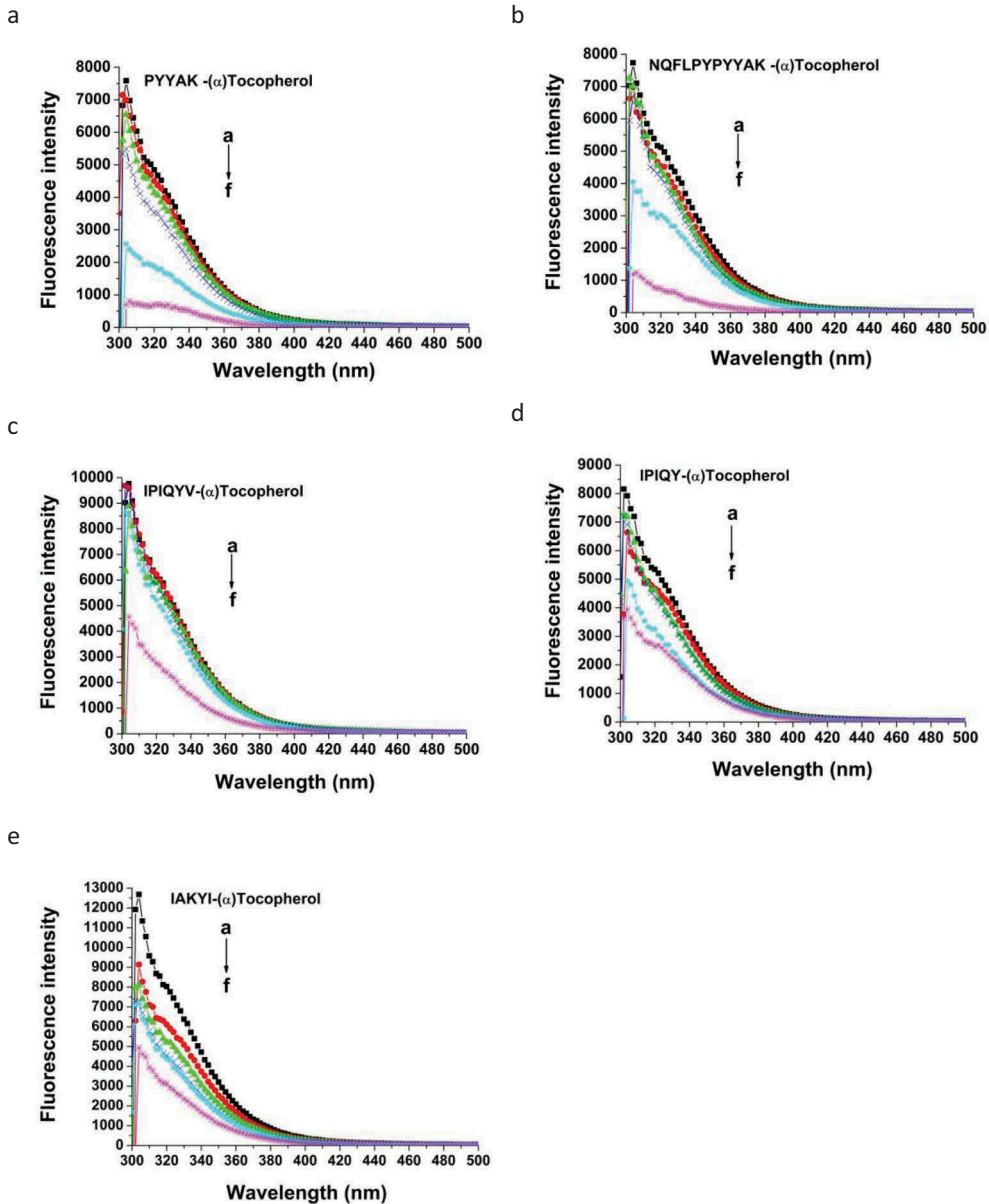 a
PYYAK -(α)Tocopherol
a
f
Fluorescence intensity
8000
7000
6000
5000
4000
3000
2000
1000
0
300 320 340 360 380 400 420 440 460 480 500
Wavelength (nm)
b
NQFLPYPYYAK -(α)Tocopherol
a
f
Fluorescence intensity
8000
7000
6000
5000
4000
3000
2000
1000
0
300 320 340 360 380 400 420 440 460 480 500
Wavelength (nm)
c
IPIQYV-(α)Tocopherol
a
f
Fluorescence intensity
10000
9000
8000
7000
6000
5000
4000
3000
2000
1000
0
300 320 340 360 380 400 420 440 460 480 500
Wavelength (nm)
d
IPIQY-(α)Tocopherol
a
f
Fluorescence intensity
9000
8000
7000
6000
5000
4000
3000
2000
1000
0
300 320 340 360 380 400 420 440 460 480 500
Wavelength (nm)
e
IAKYI-(α)Tocopherol
a
f
Fluorescence intensity
13000
12000
11000
10000
9000
8000
7000
6000
5000
4000
3000
2000
1000
0
300 320 340 360 380 400 420 440 460 480 500
Wavelength (nm)